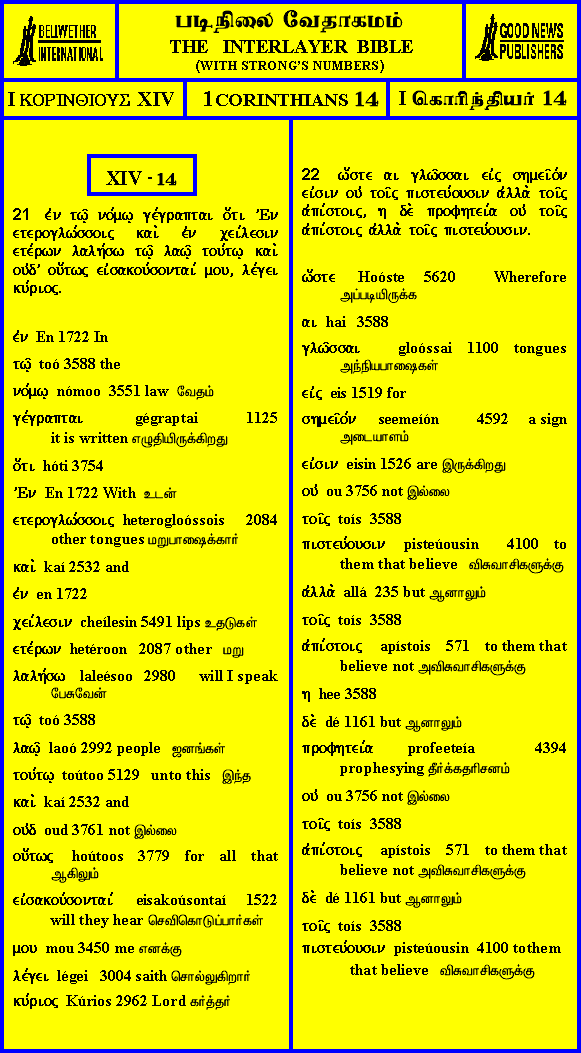 BELLWETHER
INTERNATIONAL
படிநிலை வேதாகமம்
THE INTERLAYER BIBLE
(WITH STRONG'S NUMBERS)
GOOD NEWS
PUBLISHERS
I ΚΟΡΙΝΘΙΟΥΣ XIV
1 CORINTHIANS 14
I கொரிந்தியர் 14
XIV - 14
21 ἐν τῷ νόμῳ γέγραπται ὅτι Ἐν
ετερογλώσσοις καὶ ἐν χείλεσιν
ετέρων λαλήσω τῷ λαῷ τούτῳ καὶ
οὐδ' οὕτως εἰσακούσονταί μου, λέγει
κύριος.
ἐν En 1722 In
τῷ toó 3588 the
νόμῳ nómoo 3551 law வேதம்
γέγραπται gégraptai 1125
it is written எழுதியிருக்கிறது
ὅτι hóti 3754
Ἐν En 1722 With உடன்
ετερογλώσσοις heterogloóssois 2084
other tongues மறுபாஷைக்கார்
καὶ kaí 2532 and
ἐν en 1722
χείλεσιν cheílesin 5491 lips உதடுகள்
ετέρων hetéroon 2087 other மறு
λαλήσω laleésoo 2980 will I speak
பேசுவேன்
τῷ toó 3588
λαῷ laoó 2992 people ஜனங்கள்
τούτῳ toútoo 5129 unto this இந்த
καὶ kaí 2532 and
οὐδ oud 3761 not இல்லை
οὕτως hoútoos 3779 for all that
ஆகிலும்
εἰσακούσονταί eisakoúsontaí 1522
will they hear செவிகொடுப்பார்கள்
μου mou 3450 me எனக்கு
λέγει légei 3004 saith சொல்லுகிறார்
κύριος Kúrios 2962 Lord கர்த்தர்
22 ὥστε αι γλῶσσαι εἰς σημεῖόν
εἰσιν οὐ τοῖς πιστεύουσιν ἀλλὰ τοῖς
ἀπίστοις, η δὲ προφητεία οὐ τοῖς
ἀπίστοις ἀλλὰ τοῖς πιστεύουσιν.
ὥστε Hoóste 5620 Wherefore
அப்படியிருக்க
αι hai 3588
γλῶσσαι gloóssai 1100 tongues
அந்நியபாஷைகள்
εἰς eis 1519 for
σημεῖόν seemeíón 4592 a sign
அடையாளம்
εἰσιν eisin 1526 are இருக்கிறது
οὐ ou 3756 not இல்லை
τοῖς toís 3588
πιστεύουσιν pisteúousin 4100 to
them that believe விசுவாசிகளுக்கு
ἀλλὰ allá 235 but ஆனாலும்
τοῖς toís 3588
ἀπίστοις apístois 571 to them that
believe not அவிசுவாசிகளுக்கு
η hee 3588
δὲ dé 1161 but ஆனாலும்
προφητεία profeeteía 4394
prophesying தீர்க்கதரிசனம்
οὐ ou 3756 not இல்லை
τοῖς toís 3588
ἀπίστοις apístois 571 to them that
believe not அவிசுவாசிகளுக்கு
δὲ dé 1161 but ஆனாலும்
τοῖς toís 3588
πιστεύουσιν pisteúousin 4100 to them
that believe விசுவாசிகளுக்கு